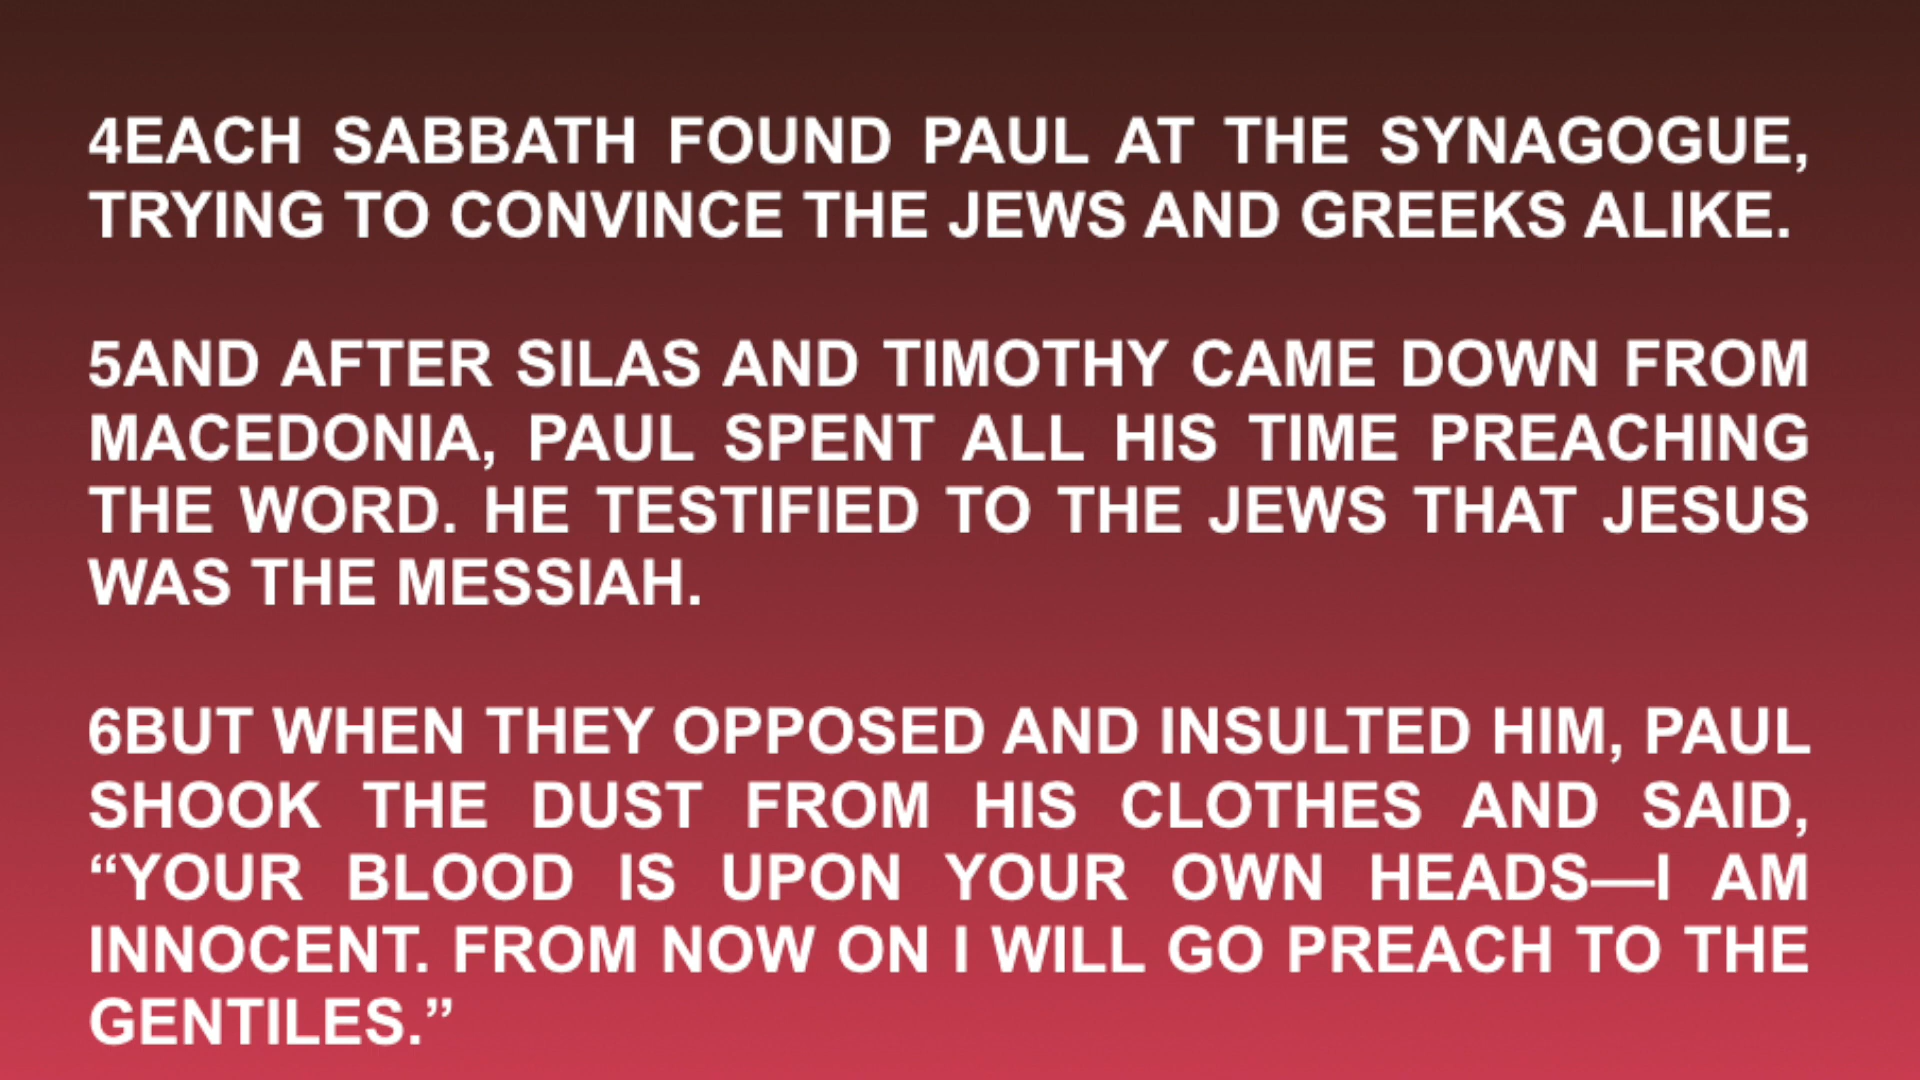 4EACH SABBATH FOUND PAUL AT THE SYNAGOGUE,
TRYING TO CONVINCE THE JEWS AND GREEKS ALIKE.
5AND AFTER SILAS AND TIMOTHY CAME DOWN FROM
MACEDONIA, PAUL SPENT ALL HIS TIME PREACHING
THE WORD. HE TESTIFIED TO THE JEWS THAT JESUS
WAS THE MESSIAH.
6BUT WHEN THEY OPPOSED AND INSULTED HIM, PAUL
SHOOK THE DUST FROM HIS CLOTHES AND SAID,
“YOUR BLOOD IS UPON YOUR OWN HEADS—I AM
INNOCENT. FROM NOW ON I WILL GO PREACH TO THE
GENTILES.”